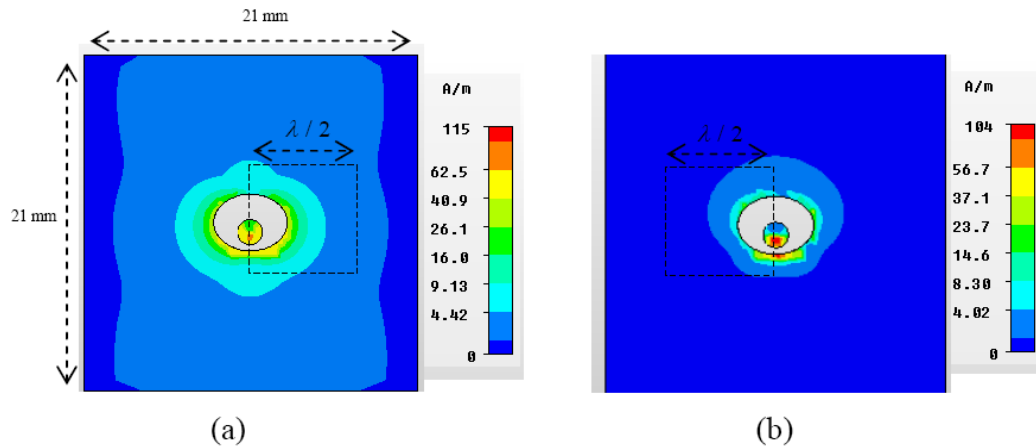 21 mm
21 mm
λ / 2
A/m
115
62.5
40.9
26.1
16.0
9.13
4.42
0
λ / 2
A/m
104
56.7
37.1
23.7
14.6
8.30
4.02
0
(a)
(b)